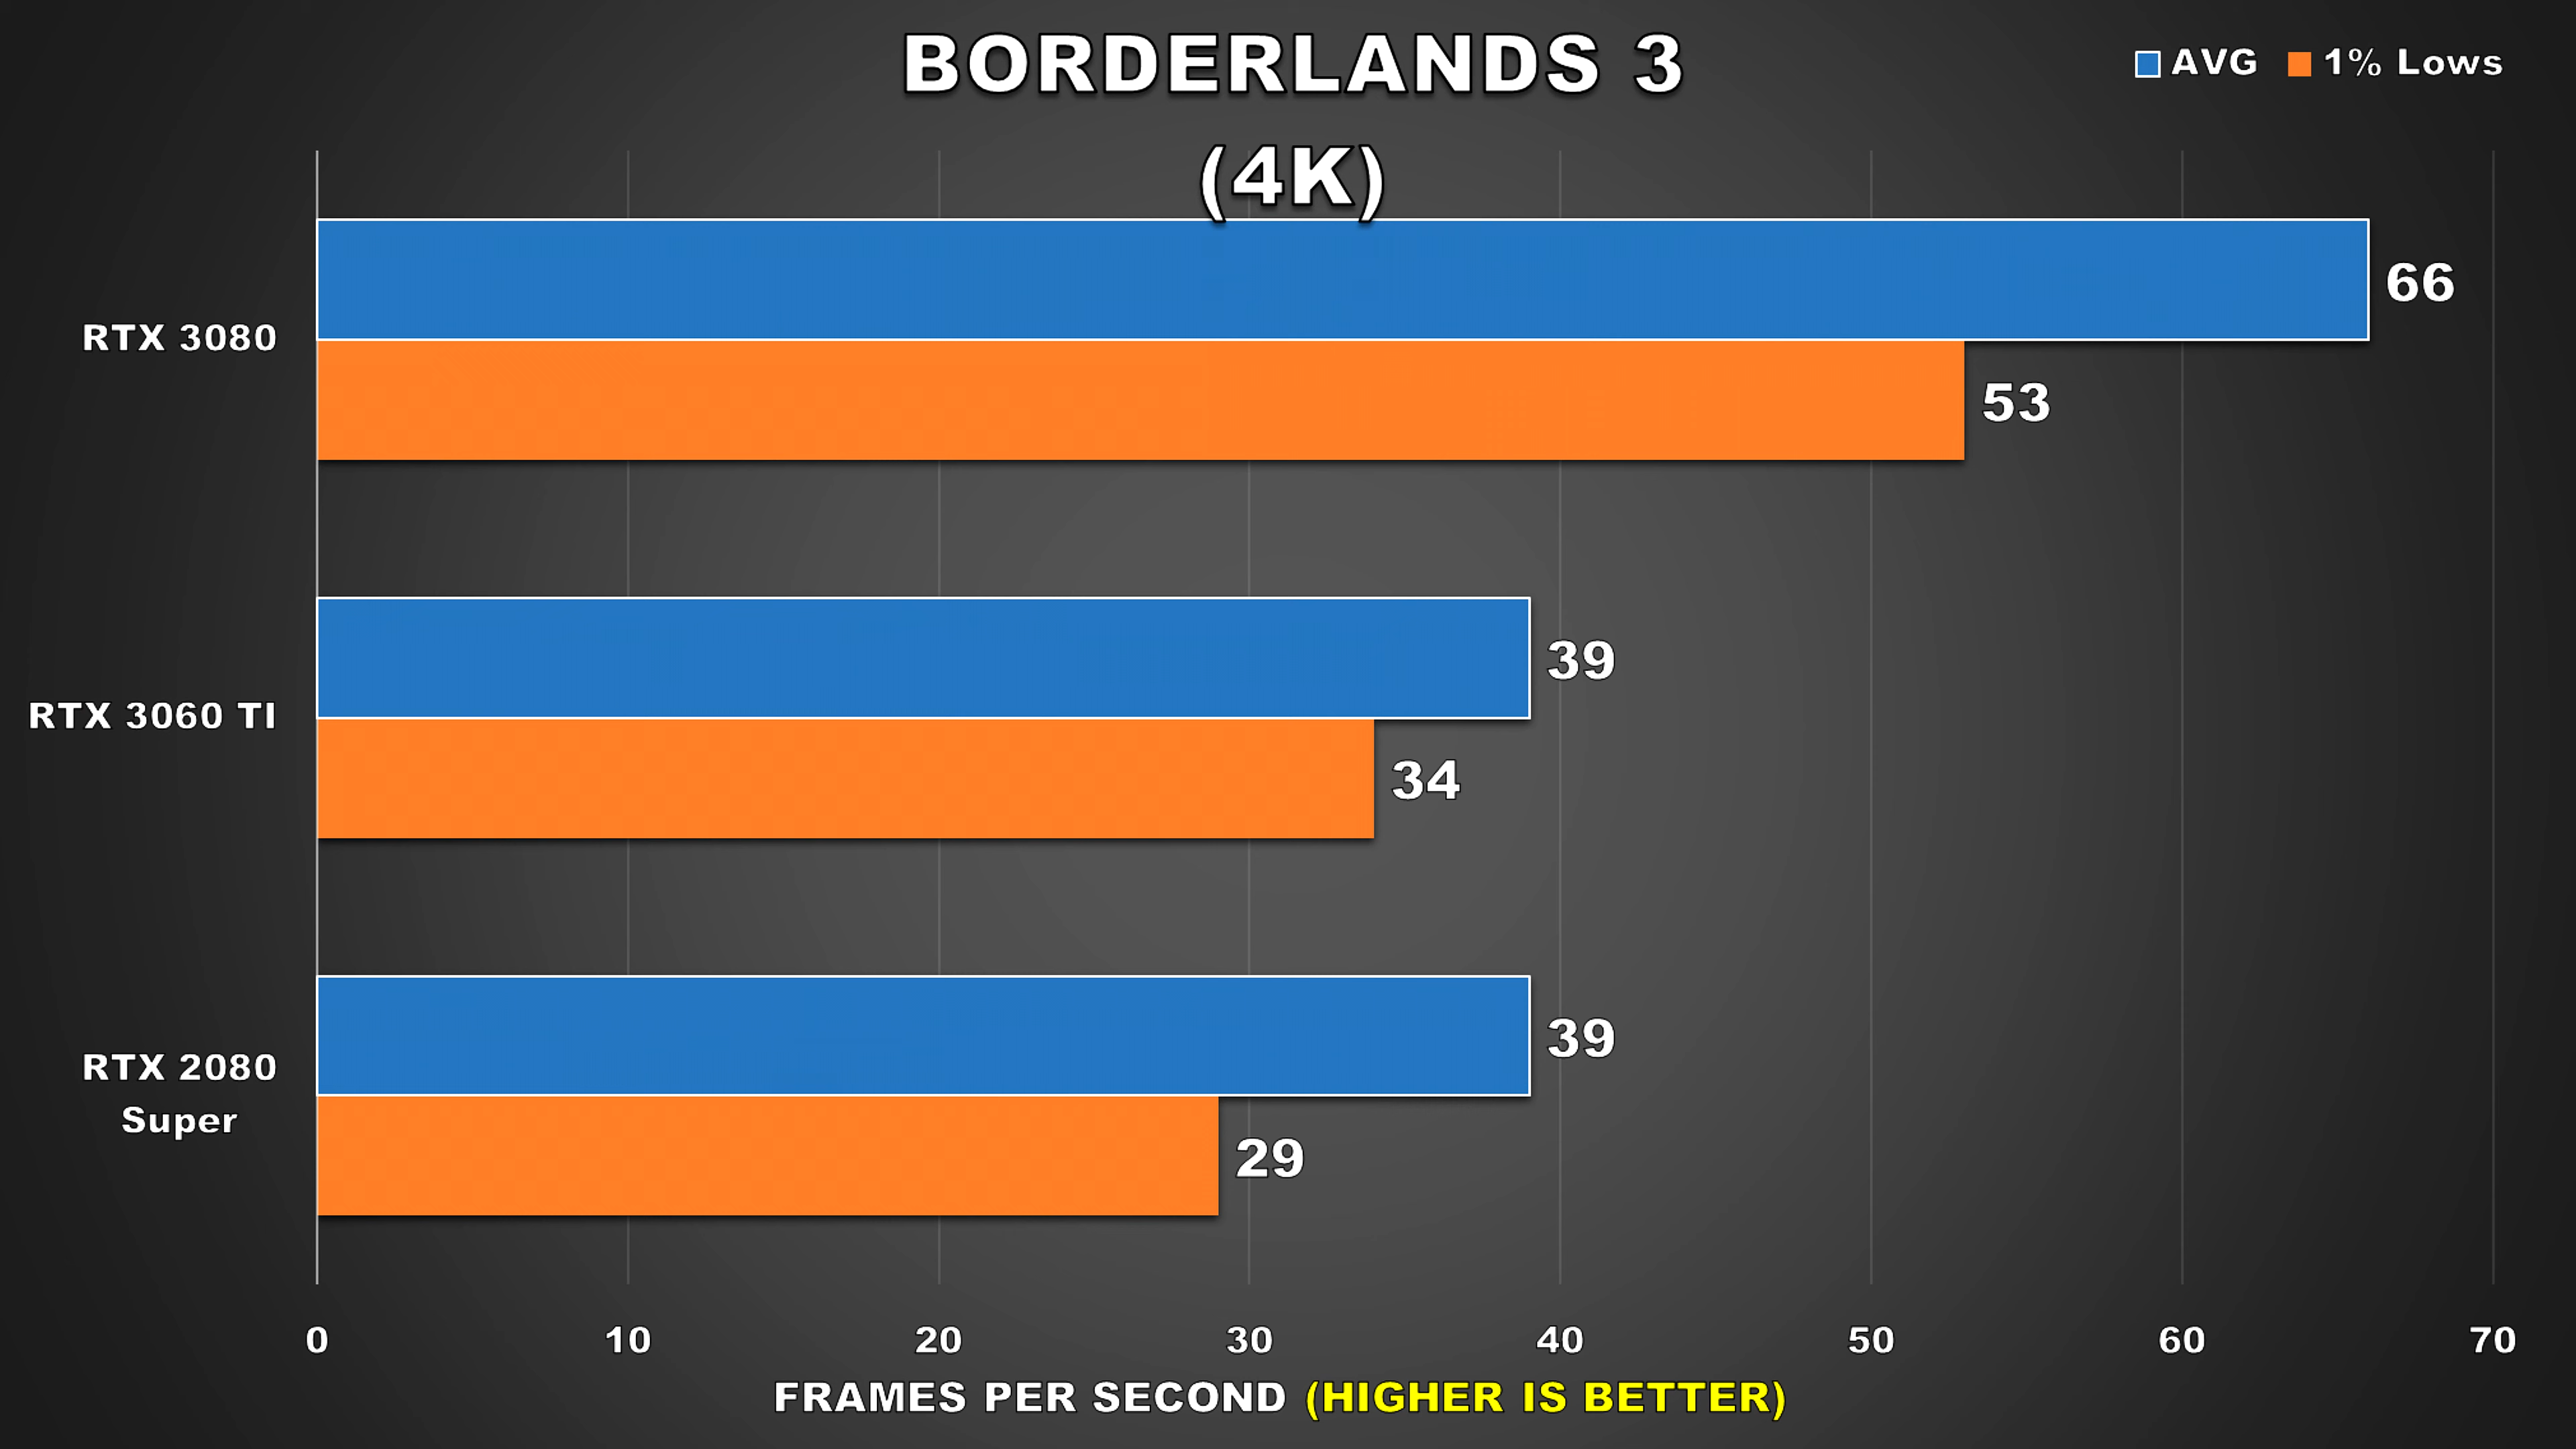 BORDERLANDS 3
(4K)
AVG 1% Lows
RTX 3080
66
53
RTX 3060 TI
39
34
RTX 2080
Super
39
29
0 10 20 30 40 50 60 70
FRAMES PER SECOND (HIGHER IS BETTER)